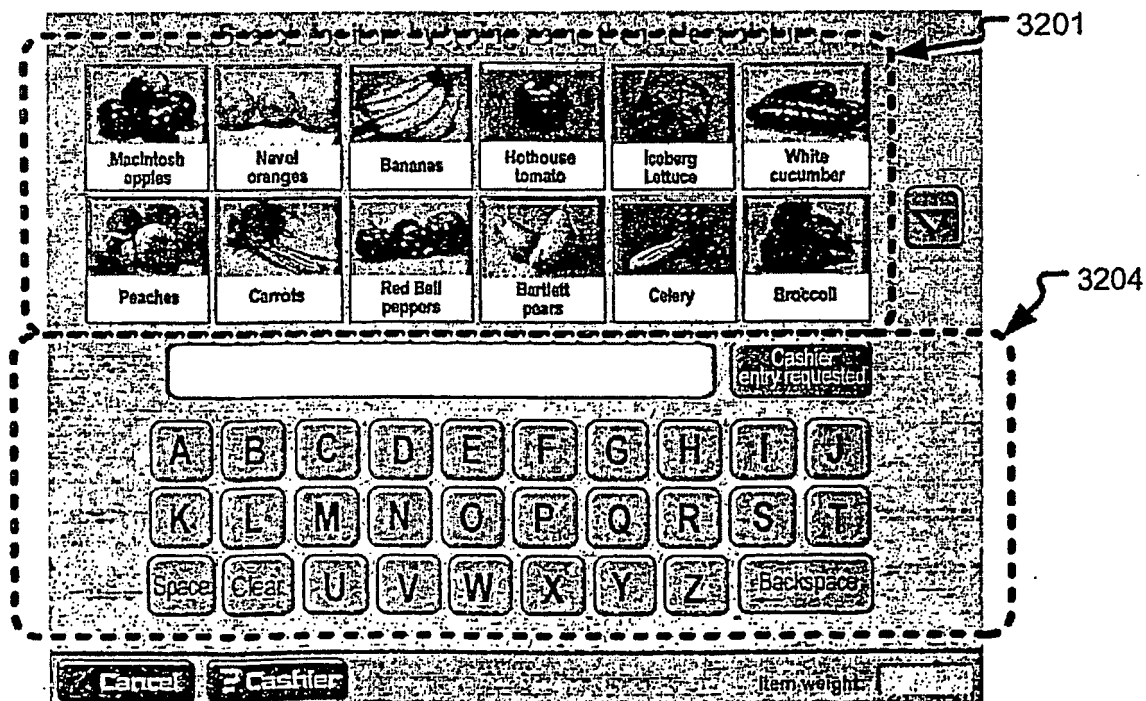 3201
Macintosh apples
Navel oranges
Bananas
Hothouse tomato
Iceberg Lettuce
White cucumber
Peaches
Carrots
Red Bell peppers
Bartlett pears
Celery
Broccoli
3204
Cashier
entry requested
A B C D E F G H I J
K L M N O P Q R S T
Space Clear U V W X Y Z Backspace
Cancel ? Cashier Item weight: